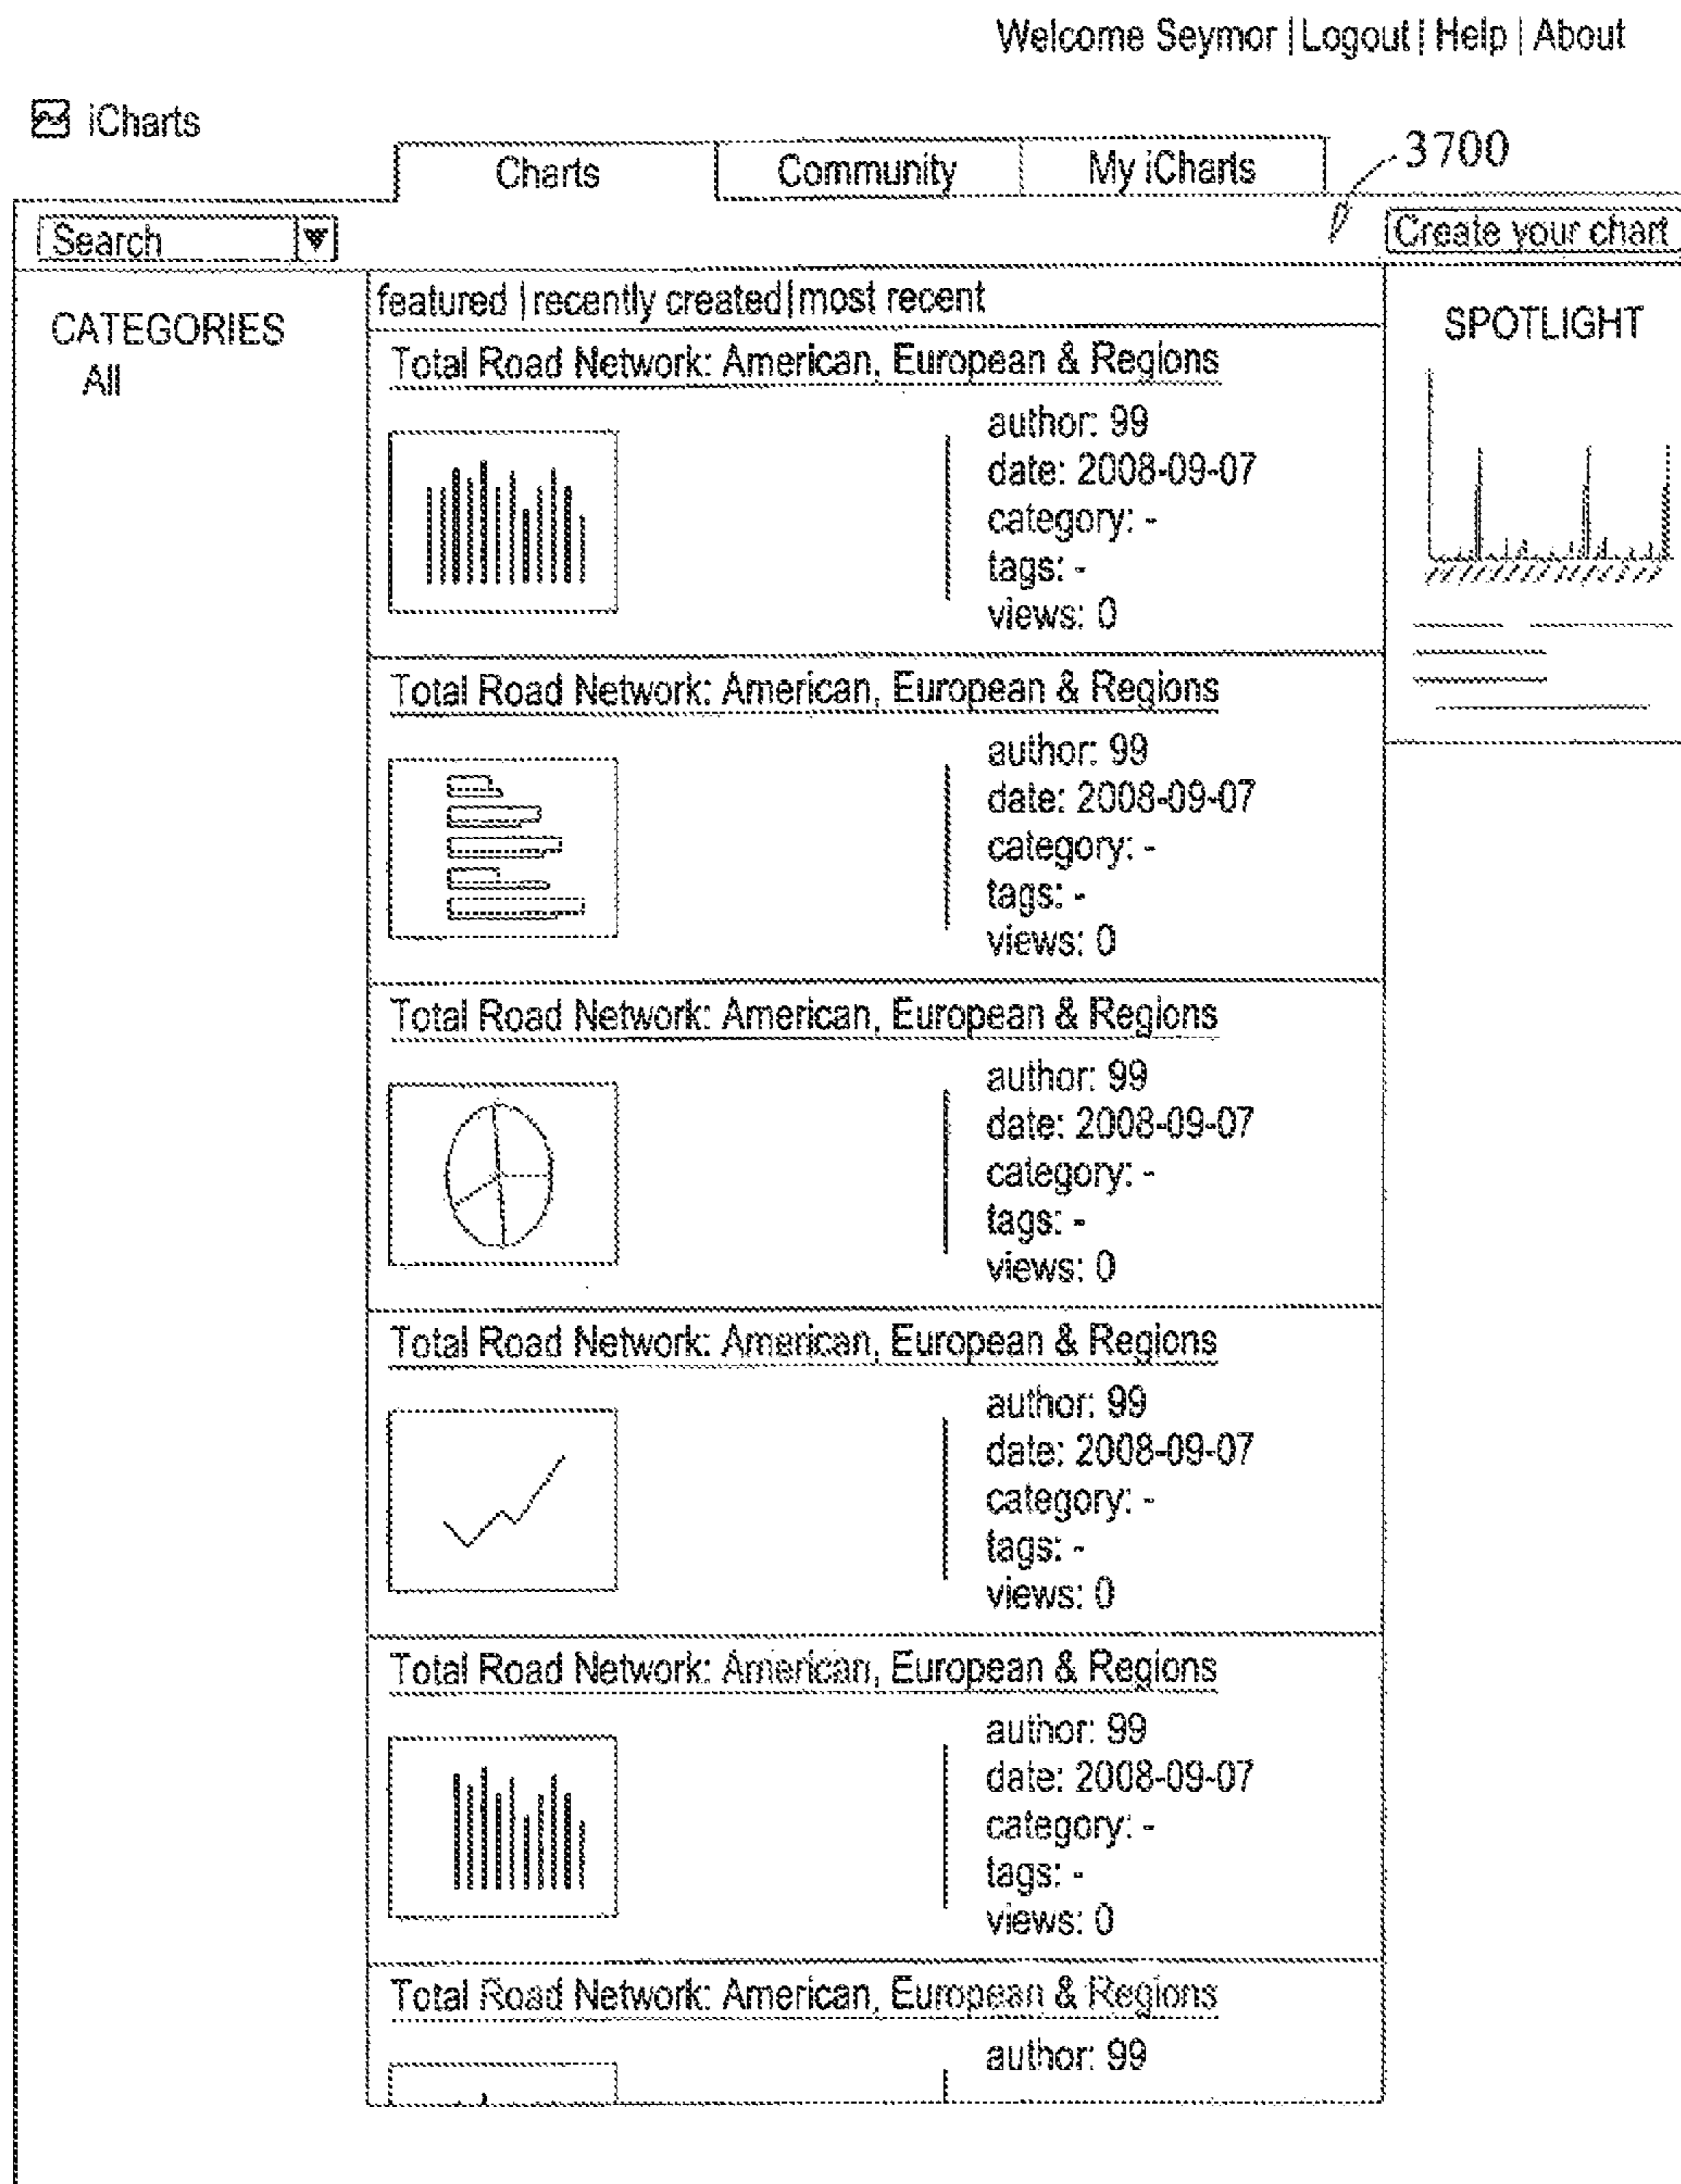 Welcome Seymor | Logout | Help | About
iCharts
Charts Community My iCharts
3700
Search
Create your chart
CATEGORIES
All
featured | recently created | most recent
Total Road Network: American, European & Regions
author: 99
date: 2008-09-07
category: -
tags: -
views: 0
Total Road Network: American, European & Regions
author: 99
date: 2008-09-07
category: -
tags: -
views: 0
Total Road Network: American, European & Regions
author: 99
date: 2008-09-07
category: -
tags: -
views: 0
Total Road Network: American, European & Regions
author: 99
date: 2008-09-07
category: -
tags: -
views: 0
Total Road Network: American, European & Regions
author: 99
date: 2008-09-07
category: -
tags: -
views: 0
Total Road Network: American, European & Regions
author: 99
SPOTLIGHT